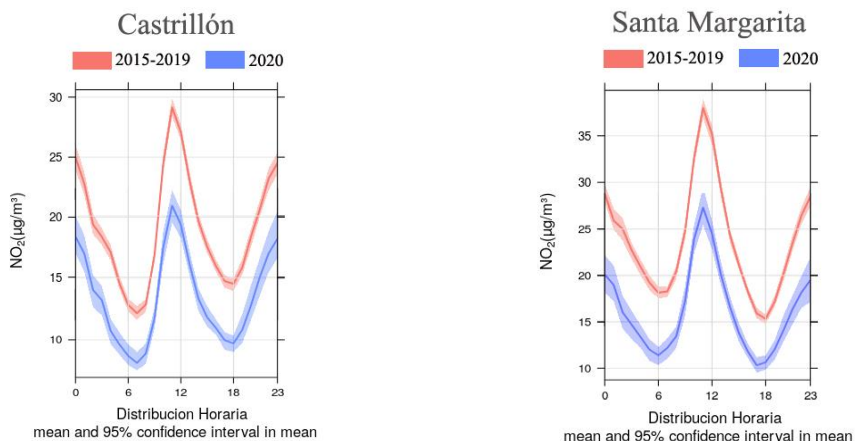 Castrillón
2015-2019 2020
30
25
20
15
10
NO₂(µg/m³)
0 6 12 18 23
Distribucion Horaria
mean and 95% confidence interval in mean
Santa Margarita
2015-2019 2020
35
30
25
20
15
10
NO₂(µg/m³)
0 6 12 18 23
Distribucion Horaria
mean and 95% confidence interval in mean